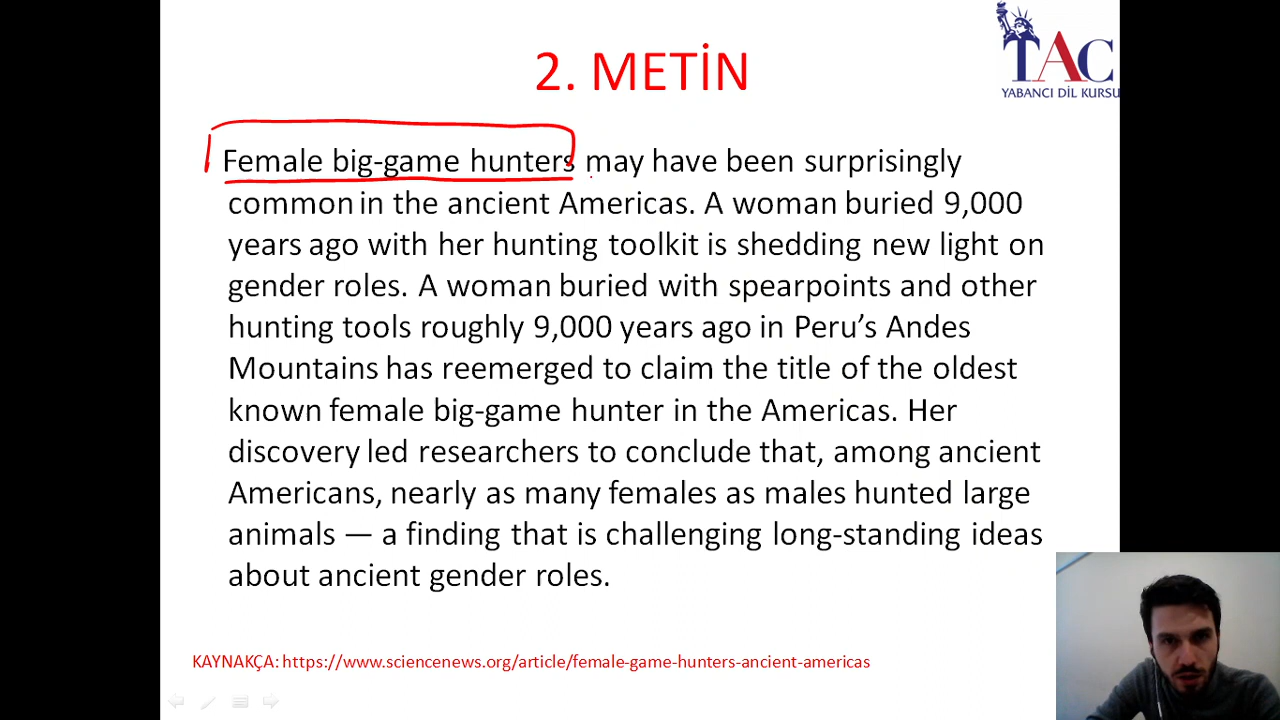 2. METİN
TAC
YABANCI DİL KURSU
Female big-game hunters may have been surprisingly
common in the ancient Americas. A woman buried 9,000
years ago with her hunting toolkit is shedding new light on
gender roles. A woman buried with spearpoints and other
hunting tools roughly 9,000 years ago in Peru’s Andes
Mountains has reemerged to claim the title of the oldest
known female big-game hunter in the Americas. Her
discovery led researchers to conclude that, among ancient
Americans, nearly as many females as males hunted large
animals — a finding that is challenging long-standing ideas
about ancient gender roles.
KAYNAKÇA: https://www.sciencenews.org/article/female-game-hunters-ancient-americas